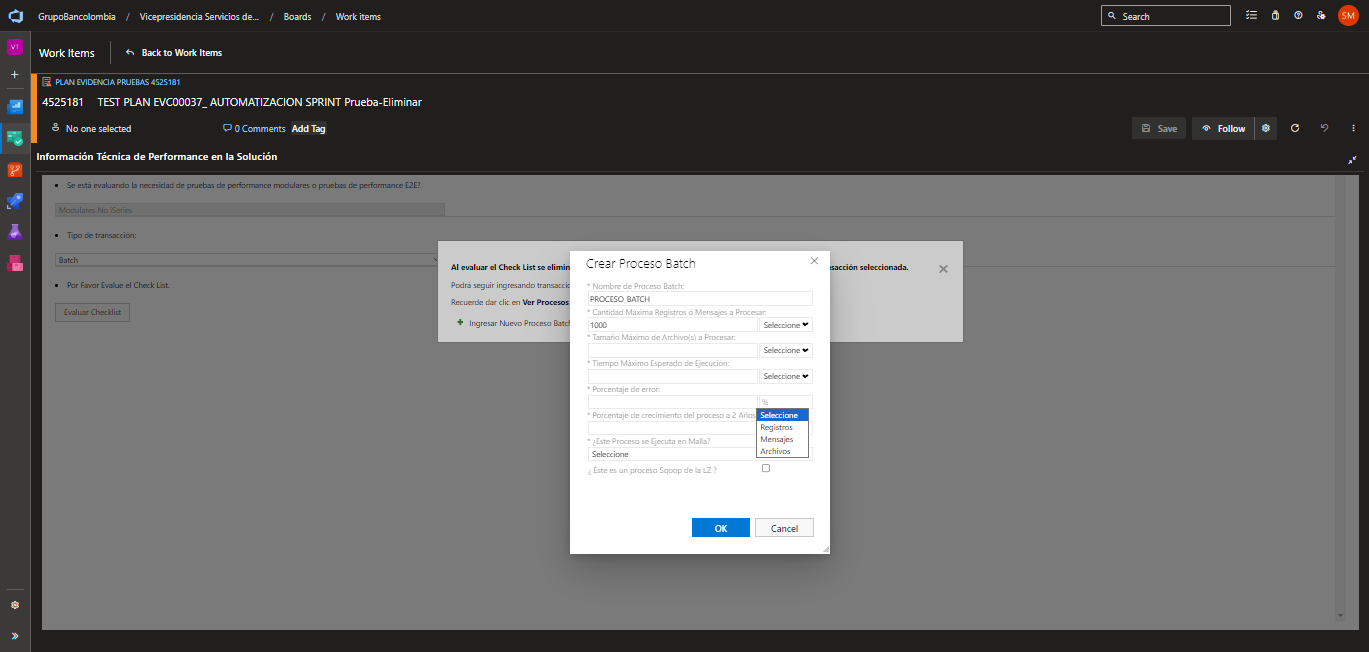 GrupoBancolombia / Vicepresidencia Servicios de... / Boards / Work items
Search
SM
VT
Work Items
Back to Work Items
PLAN EVIDENCIA PRUEBAS 4525181
4525181 TEST PLAN EVC00037_ AUTOMATIZACION SPRINT Prueba-Eliminar
No one selected
0 Comments
Add Tag
Save
Follow
Información Técnica de Performance en la Solución
Se está evaluando la necesidad de pruebas de performance modulares o pruebas de performance E2E?
Modulares No iSeries
Tipo de transacción:
Batch
Por Favor Evalue el Check List.
Evaluar Checklist
Al evaluar el Check List se elimin
sacción seleccionada.
Podrá seguir ingresando transaccio
Recuerde dar clic en Ver Procesos
Ingresar Nuevo Proceso Batch
Crear Proceso Batch
* Nombre de Proceso Batch:
PROCESO_BATCH
* Cantidad Máxima Registros ó Mensajes a Procesar:
1000
Seleccione
* Tamaño Máximo de Archivo(s) a Procesar:
Seleccione
* Tiempo Máximo Esperado de Ejecución:
Seleccione
* Porcentaje de error:
%
* Porcentaje de crecimiento del proceso a 2 Años
Seleccione
Registros
Mensajes
Archivos
* ¿Este Proceso se Ejecuta en Malla?
Seleccione
¿ Éste es un proceso Sqoop de la LZ ?
OK
Cancel